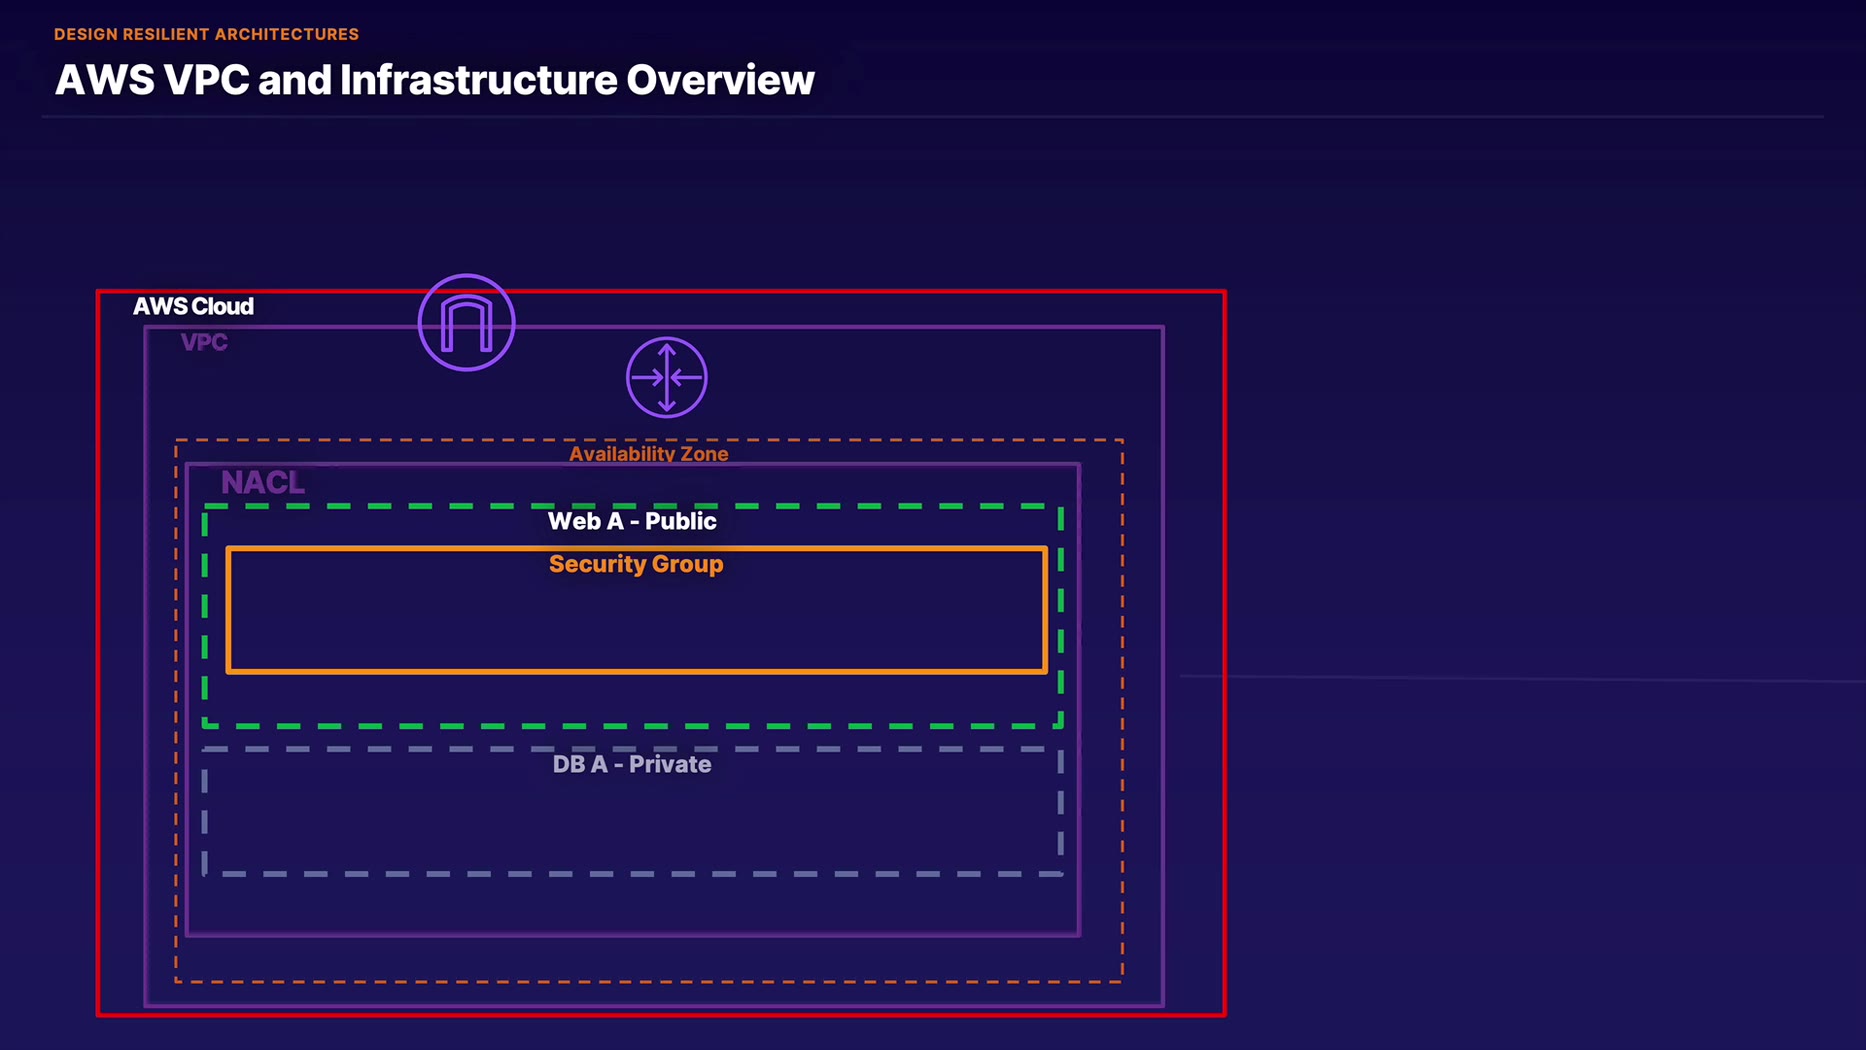 DESIGN RESILIENT ARCHITECTURES
AWS VPC and Infrastructure Overview
AWS Cloud
VPC
Availability Zone
NACL
Web A - Public
Security Group
DB A - Private